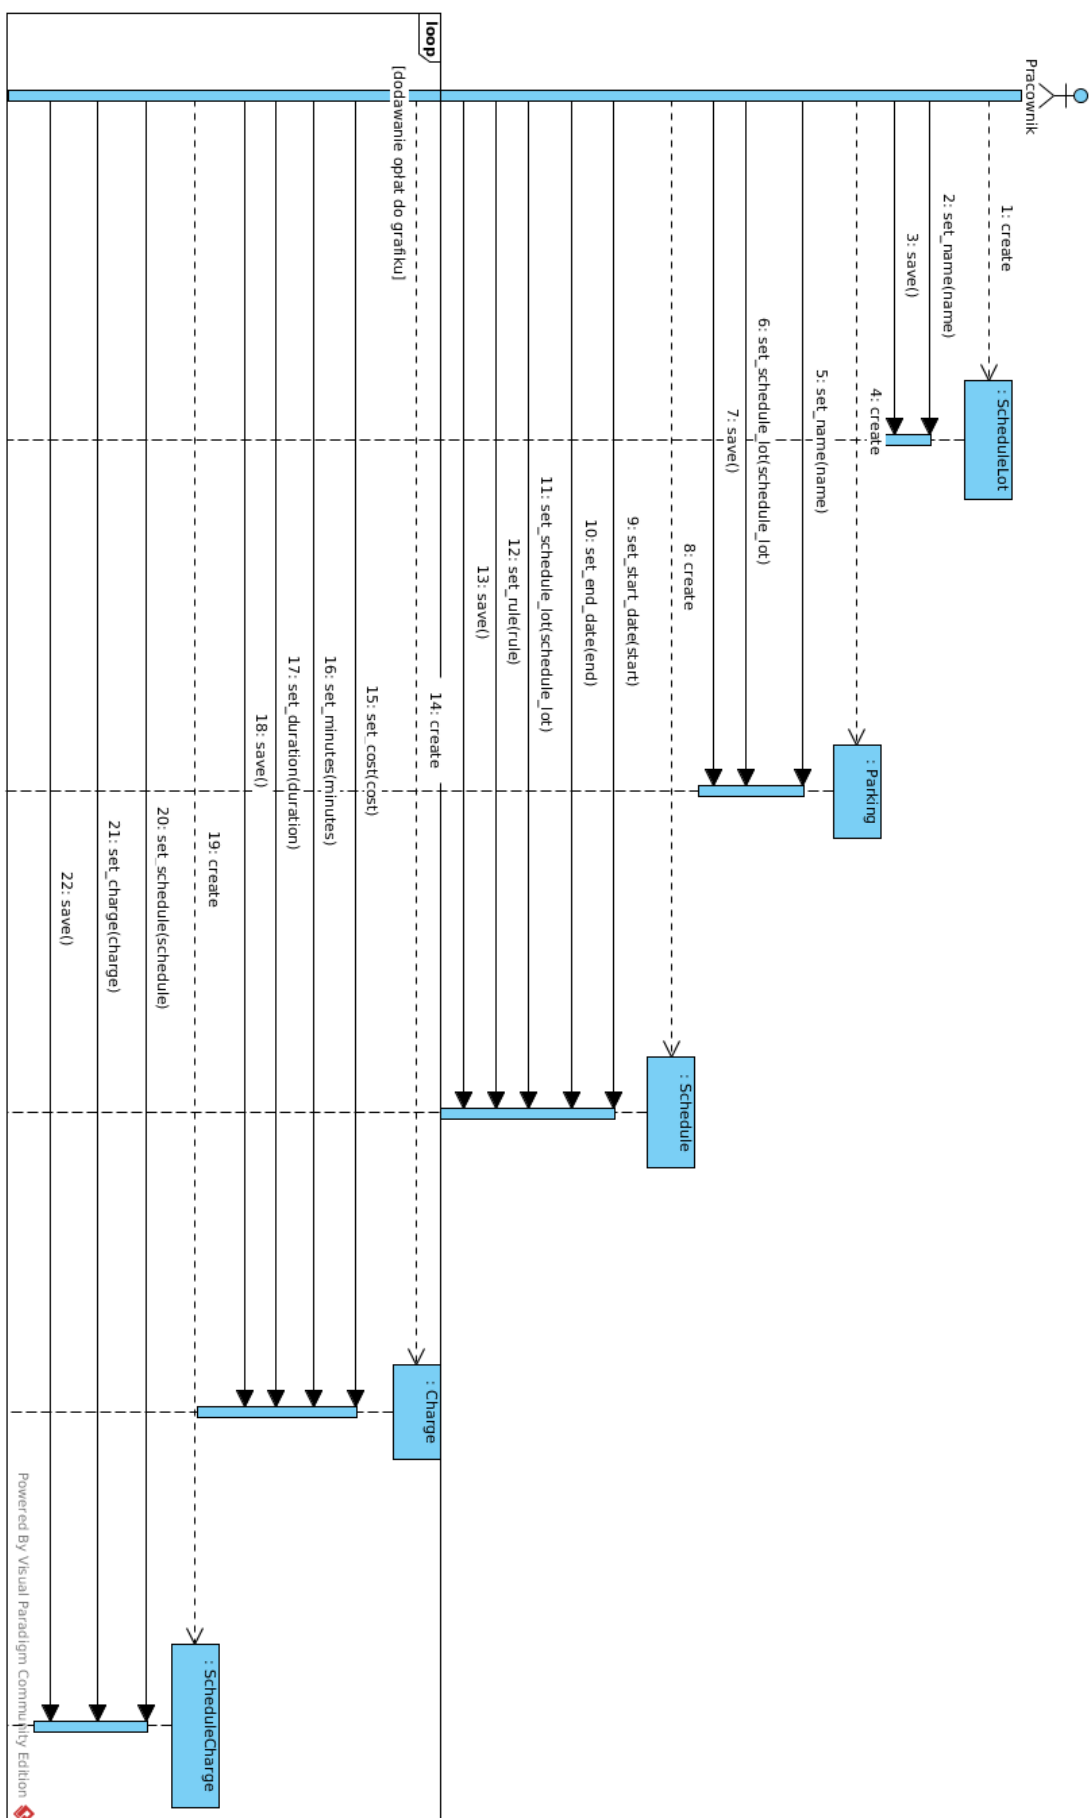 Pracownik
1: create
: ScheduleLot
2: set_name(name)
3: save()
4: create
: Parking
5: set_name(name)
6: set_schedule_lot(schedule_lot)
7: save()
8: create
: Schedule
9: set_start_date(start)
10: set_end_date(end)
11: set_schedule_lot(schedule_lot)
12: set_rule(rule)
13: save()
loop
[dodawanie opłat do grafiku]
14: create
: Charge
15: set_cost(cost)
16: set_minutes(minutes)
17: set_duration(duration)
18: save()
19: create
: ScheduleCharge
20: set_schedule(schedule)
21: set_charge(charge)
22: save()
Powered By Visual Paradigm Community Edition